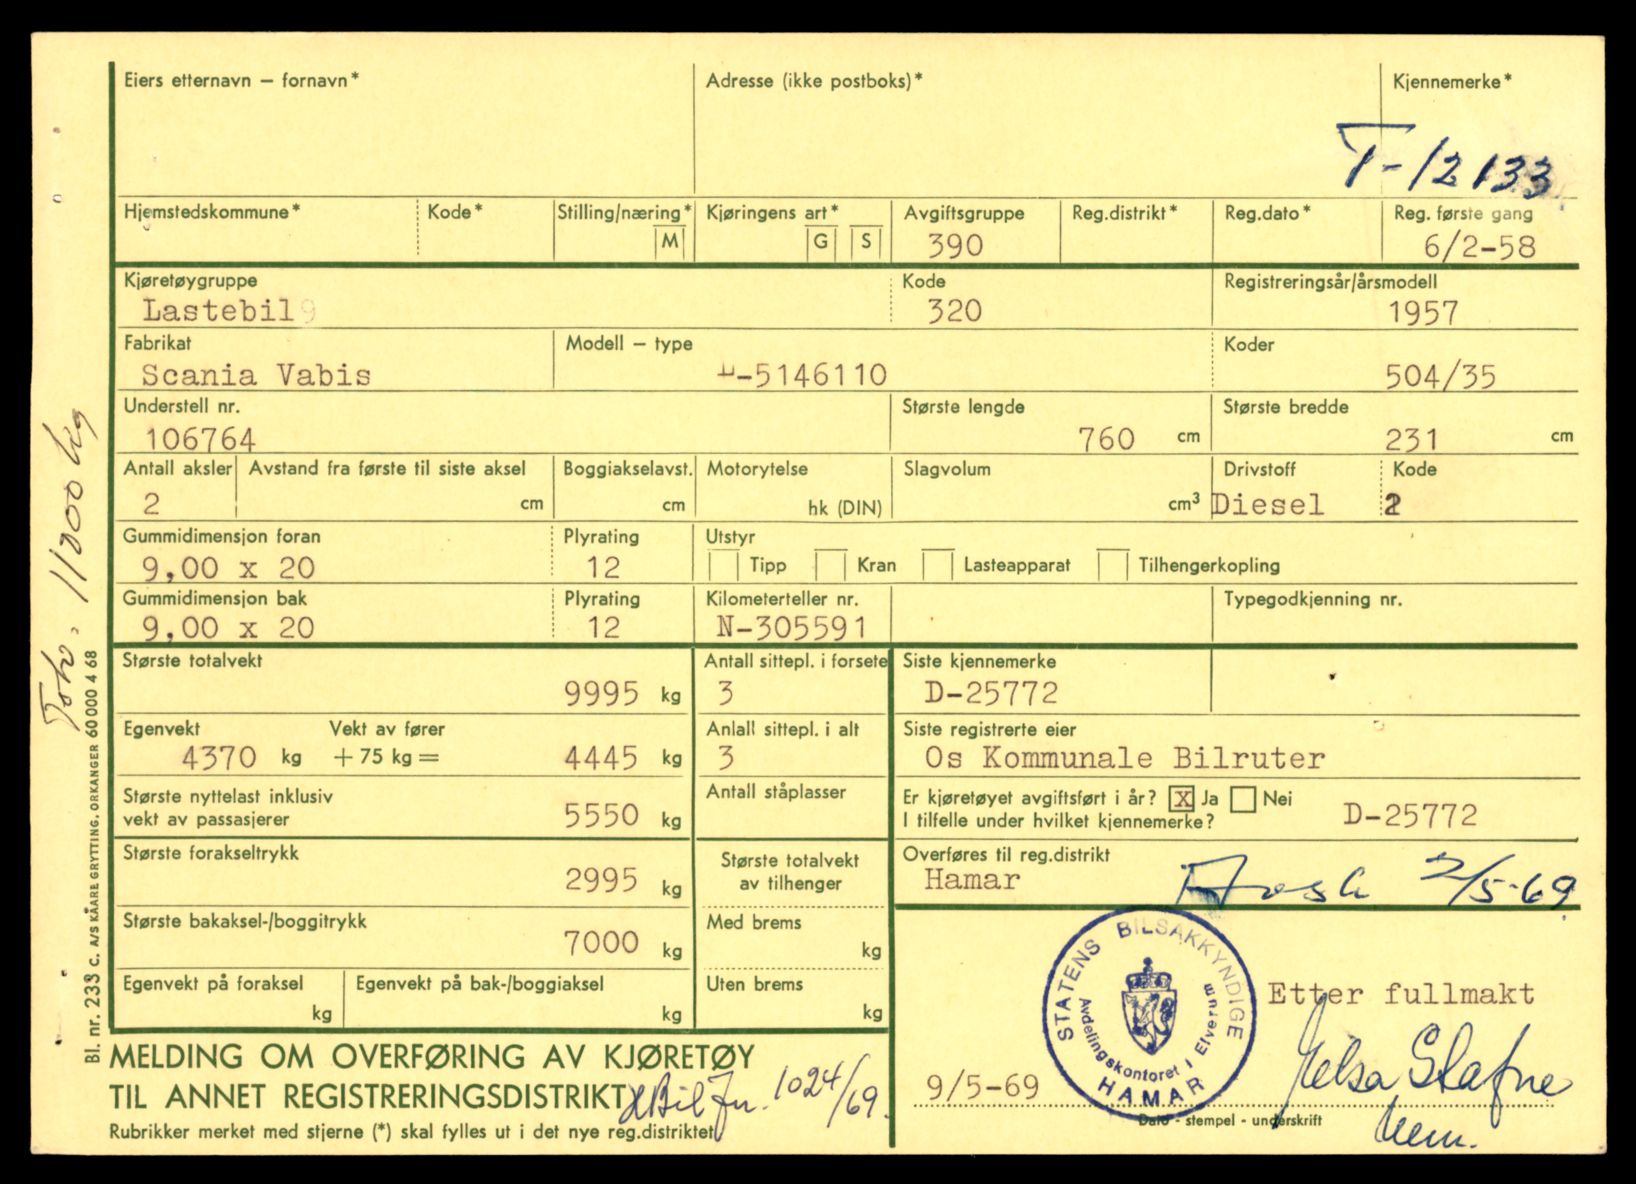 Eiers etternavn – fornavn*
Adresse (ikke postboks)*
Kjennemerke*
T-12133
Hjemstedskommune*
Kode*
Stilling/næring*
M
Kjøringens art*
G S
Avgiftsgruppe
390
Reg.distrikt*
Reg.dato*
Reg. første gang
6/2-58
Kjøretøygruppe
Lastebil
Kode
320
Registreringsår/årsmodell
1957
Fabrikat
Scania Vabis
Modell – type
L-5146110
Koder
504/35
Understell nr.
106764
Største lengde
760 cm
Største bredde
231 cm
Antall aksler
2
Avstand fra første til siste aksel
cm
Boggiakselavst.
cm
Motorytelse
hk (DIN)
Slagvolum
cm³
Drivstoff
Diesel
Kode
2
Gummidimensjon foran
9,00 x 20
Plyrating
12
Utstyr
Tipp Kran Lasteapparat Tilhengerkopling
Gummidimensjon bak
9,00 x 20
Plyrating
12
Kilometerteller nr.
N-305591
Typegodkjenning nr.
Største totalvekt
9995 kg
Antall sittepl. i forsete
3
Siste kjennemerke
D-25772
Egenvekt
4370 kg
Vekt av fører
+ 75 kg =
4445 kg
Anlall sittepl. i alt
3
Siste registrerte eier
Os Kommunale Bilruter
Største nyttelast inklusiv
vekt av passasjerer
5550 kg
Antall ståplasser
Er kjøretøyet avgiftsført i år? X Ja Nei
I tilfelle under hvilket kjennemerke?
D-25772
Største forakseltrykk
2995 kg
Største totalvekt
av tilhenger
Overføres til reg.distrikt
Hamar
2/5-69
Største bakaksel-/boggitrykk
7000 kg
Med brems
kg
Egenvekt på foraksel
kg
Egenvekt på bak-/boggiaksel
kg
Uten brems
kg
STATENS BILSAKKYNDIGE
Avdelingskontoret i Elverum
HAMAR
Etter fullmakt
9/5-69
Dato - stempel - underskrift
MELDING OM OVERFØRING AV KJØRETØY
TIL ANNET REGISTRERINGSDISTRIKT
Bil Jn. 1024/69.
Rubrikker merket med stjerne (*) skal fylles ut i det nye reg.distriktet
Bl. nr. 233 C. A/S KÅARE GRYTTING, ORKANGER 60 000 4 68
11000 kg